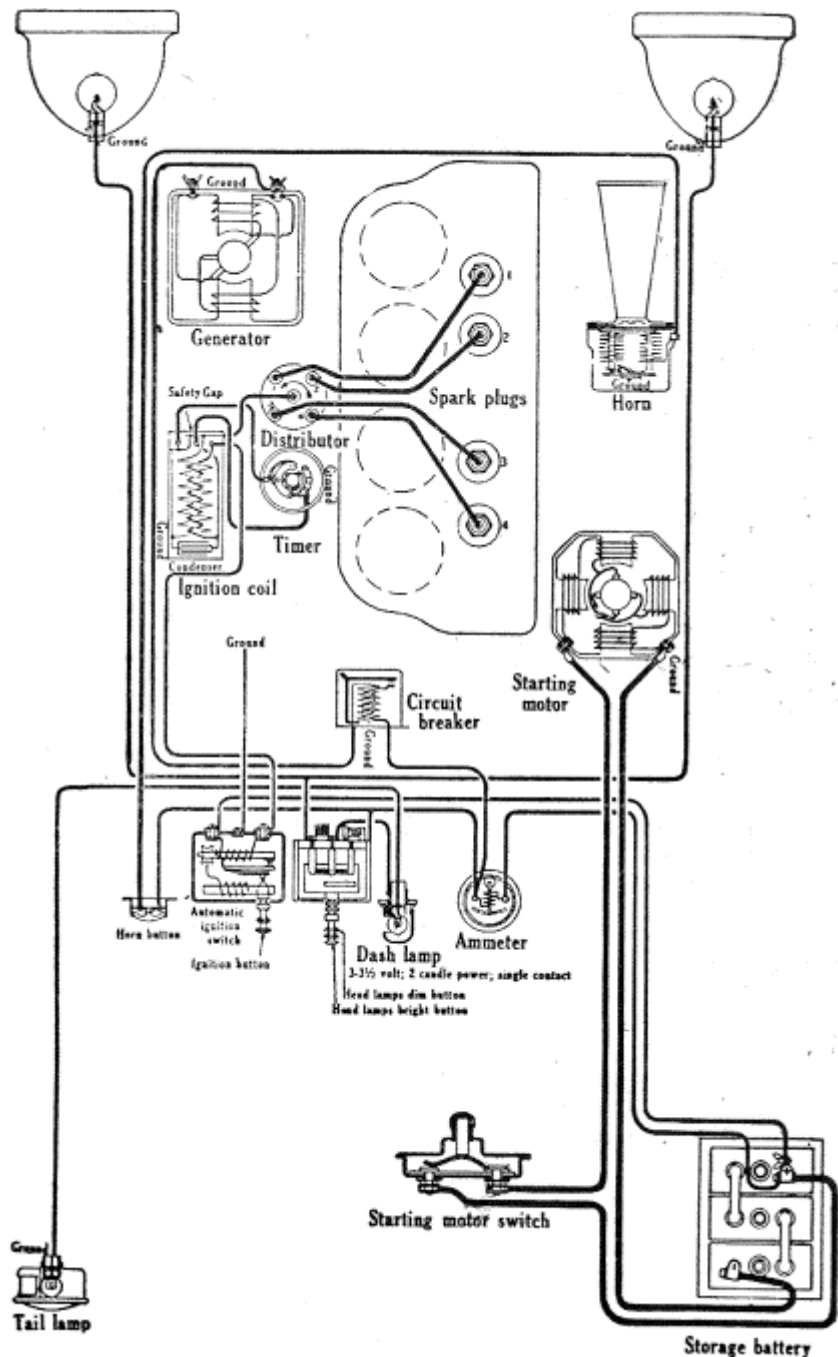 Ground
Ground
Ground
Generator
1
2
Spark plugs
Ground
Horn
Safety Gap
Distributor
3
4
Ground
Timer
Ground
Condenser
Ignition coil
Ground
Starting
motor
Ground
Circuit
breaker
Ground
Horn button
Automatic
ignition
switch
Ignition button
Dash lamp
3-3½ volt; 2 candle power; single contact
Head lamps dim button
Head lamps bright button
Ammeter
Starting motor switch
Ground
Tail lamp
Storage battery